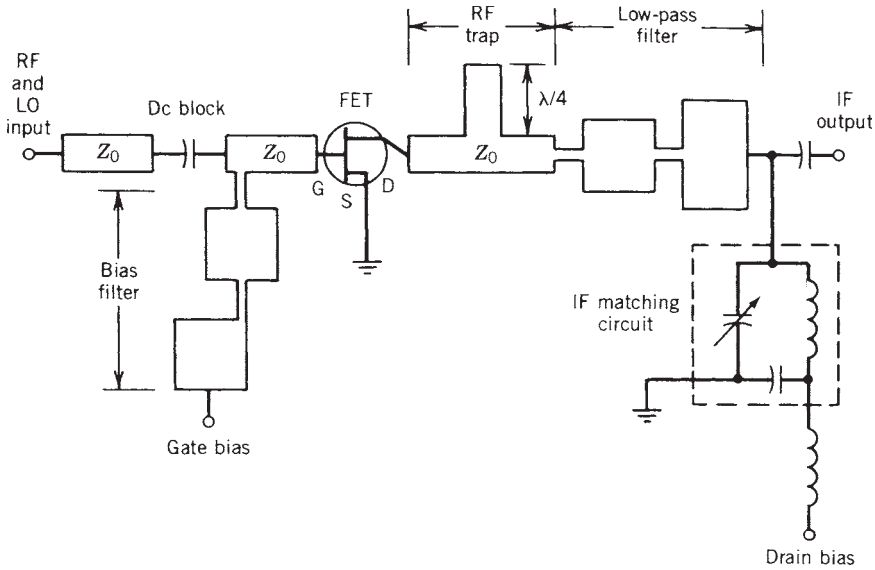 RF
trap
Low-pass
filter
RF
and
LO
input
Dc block
FET
λ/4
IF
output
Z₀
Z₀
Z₀
G
S
D
Bias
filter
IF matching
circuit
Gate bias
Drain bias